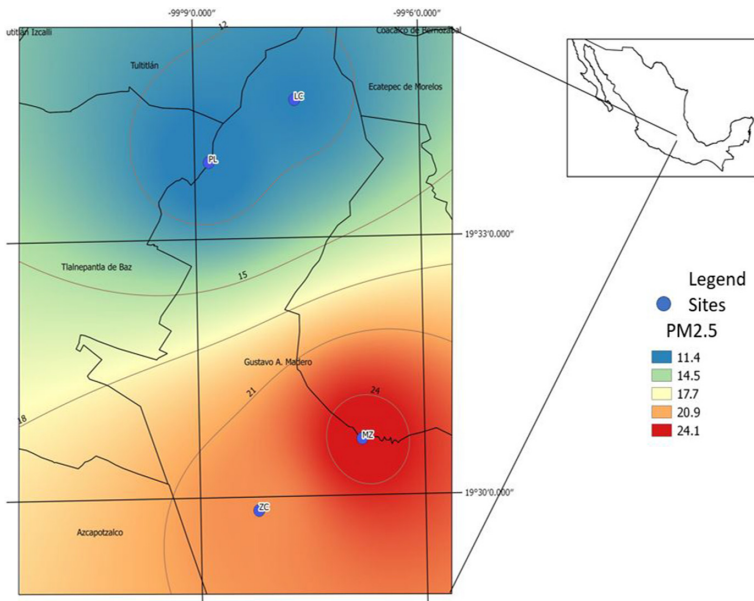 -99°9'0.000"
-99°6'0.000"
utitlán Izcalli
12
Coacalco de Berriozábal
Tultitlán
LC
Ecatepec de Morelos
PL
19°33'0.000"
Tlalnepantla de Baz
15
Legend
Sites
PM2.5
11.4
14.5
17.7
20.9
24.1
Gustavo A. Madero
21
24
18
MZ
19°30'0.000"
ZC
Azcapotzalco